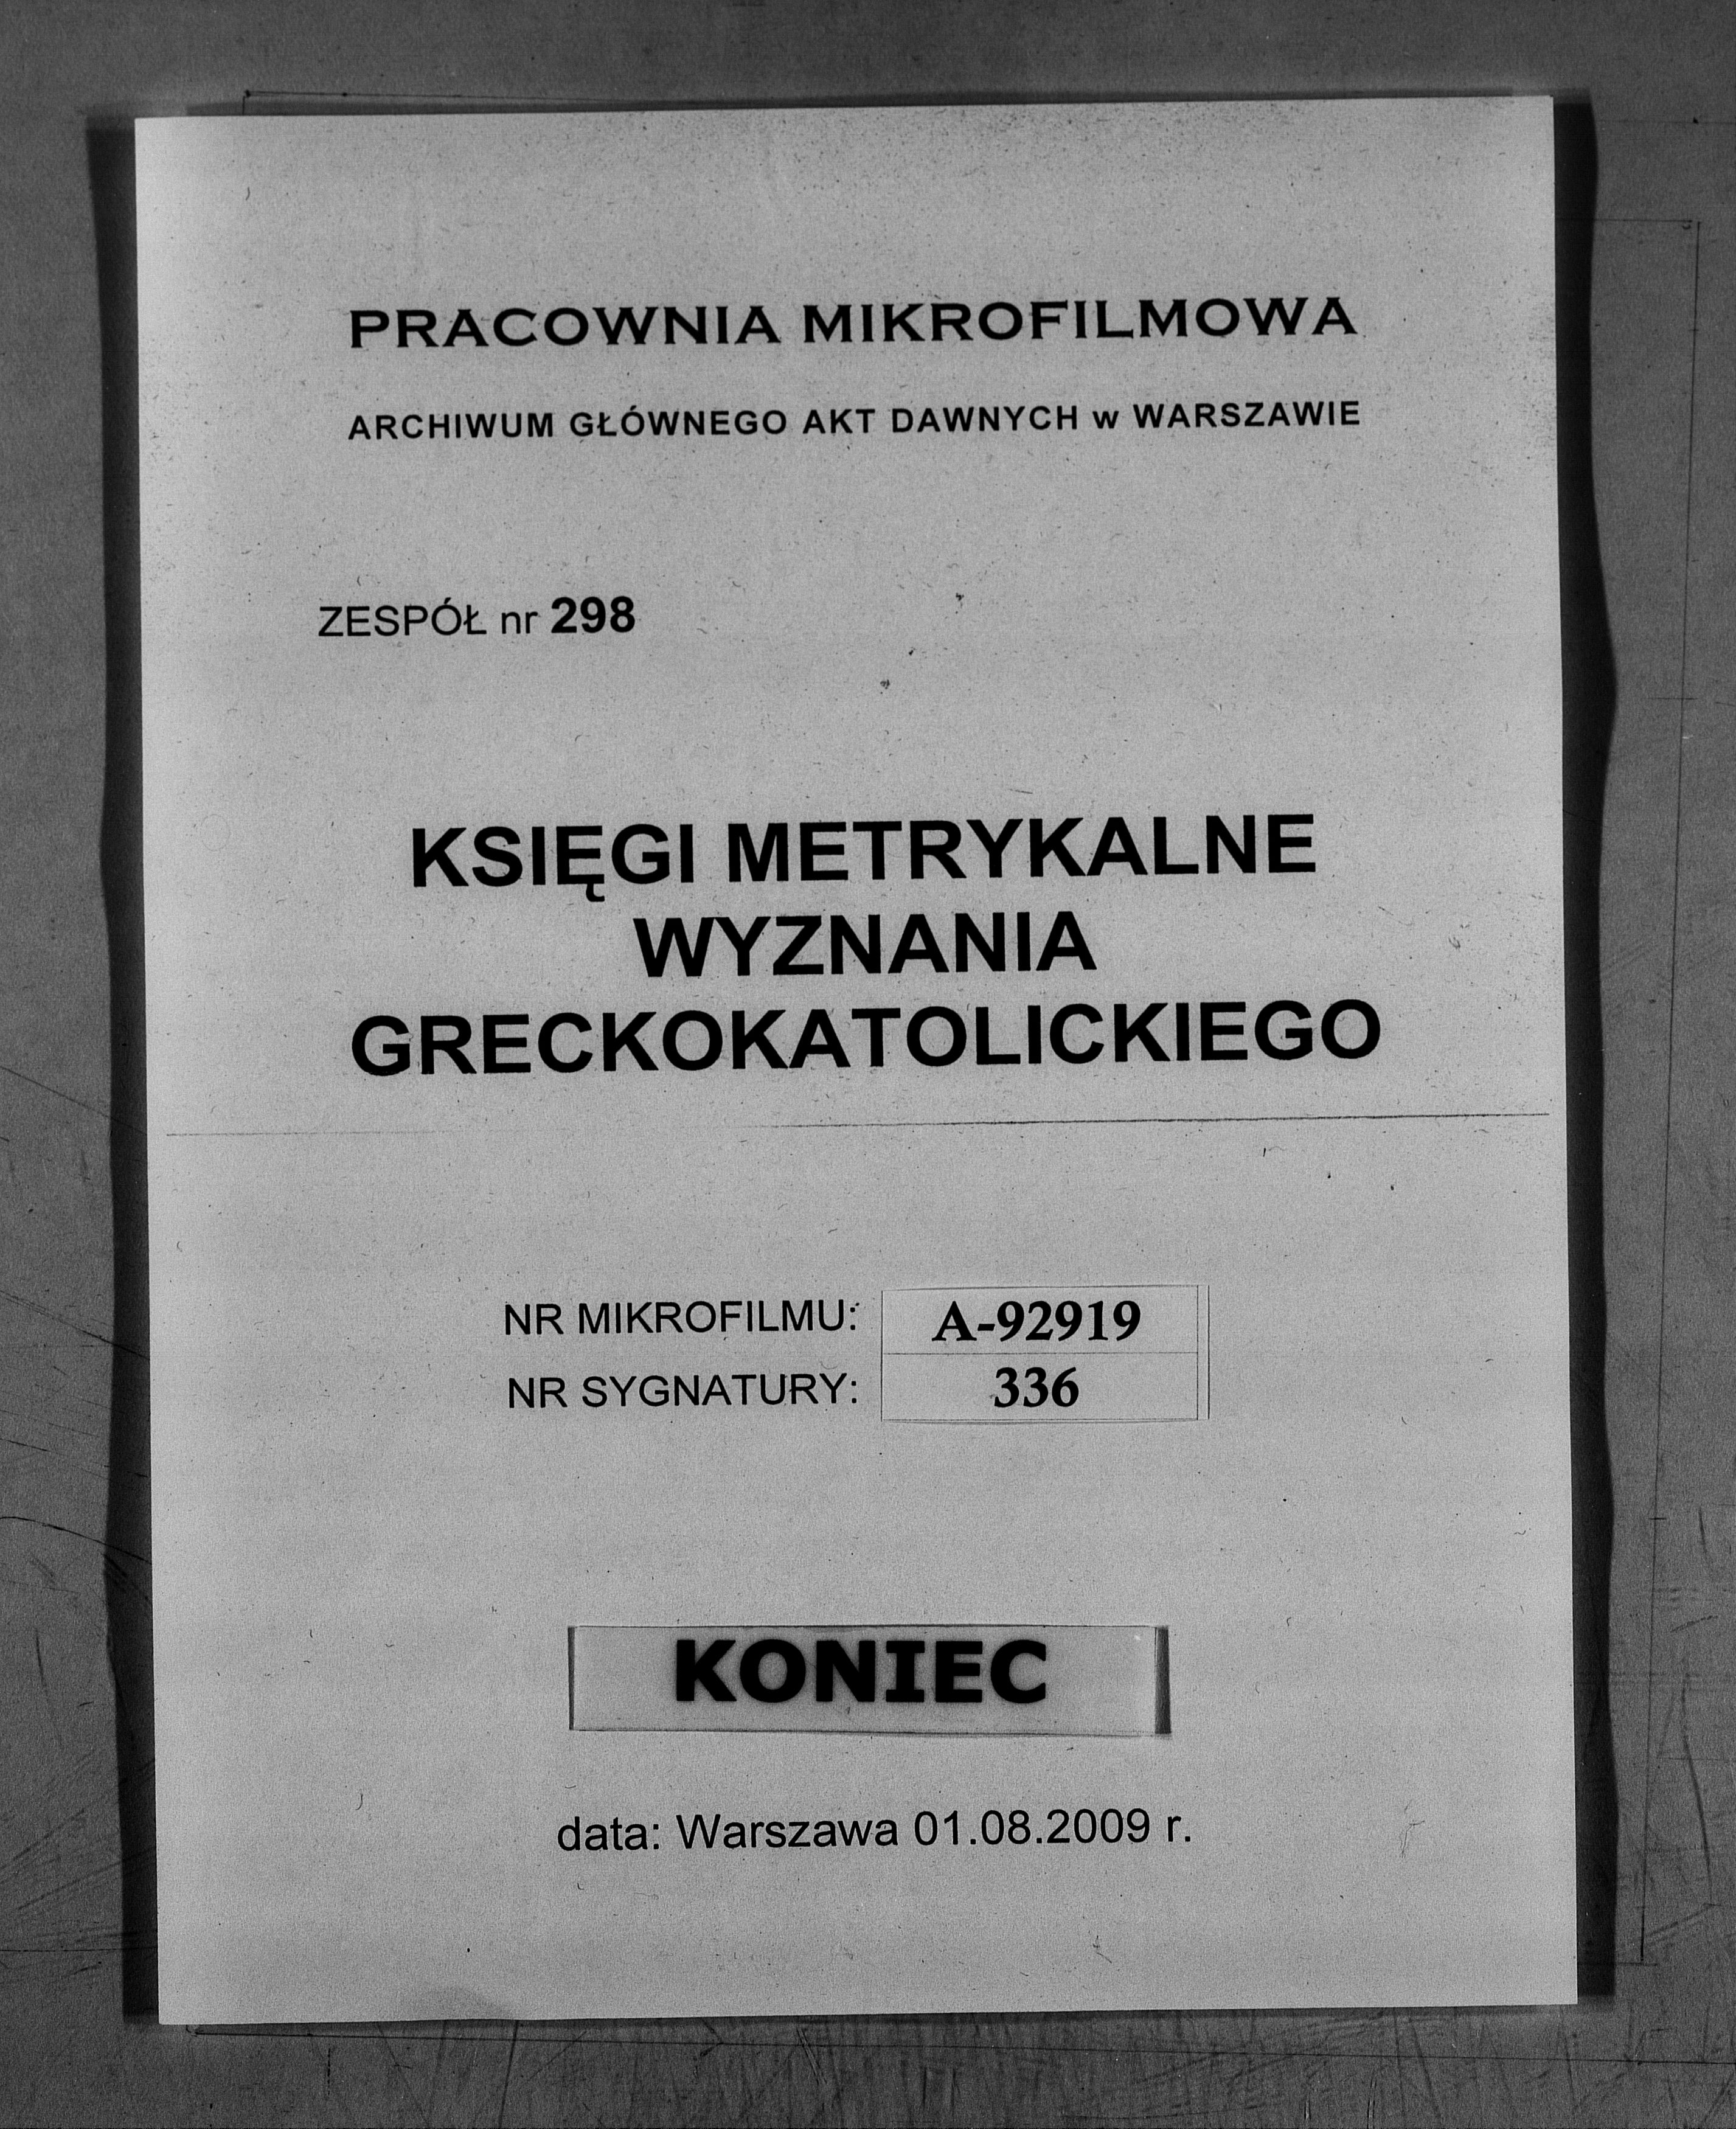 PRACOWNIA MIKROFILMOWA
ARCHIWUM GŁÓWNEGO AKT DAWNYCH w WARSZAWIE
ZESPÓŁ nr 298
KSIĘGI METRYKALNE
WYZNANIA
GRECKOKATOLICKIEGO
NR MIKROFILMU: A-92919
NR SYGNATURY: 336
KONIEC
data: Warszawa 01.08.2009 r.